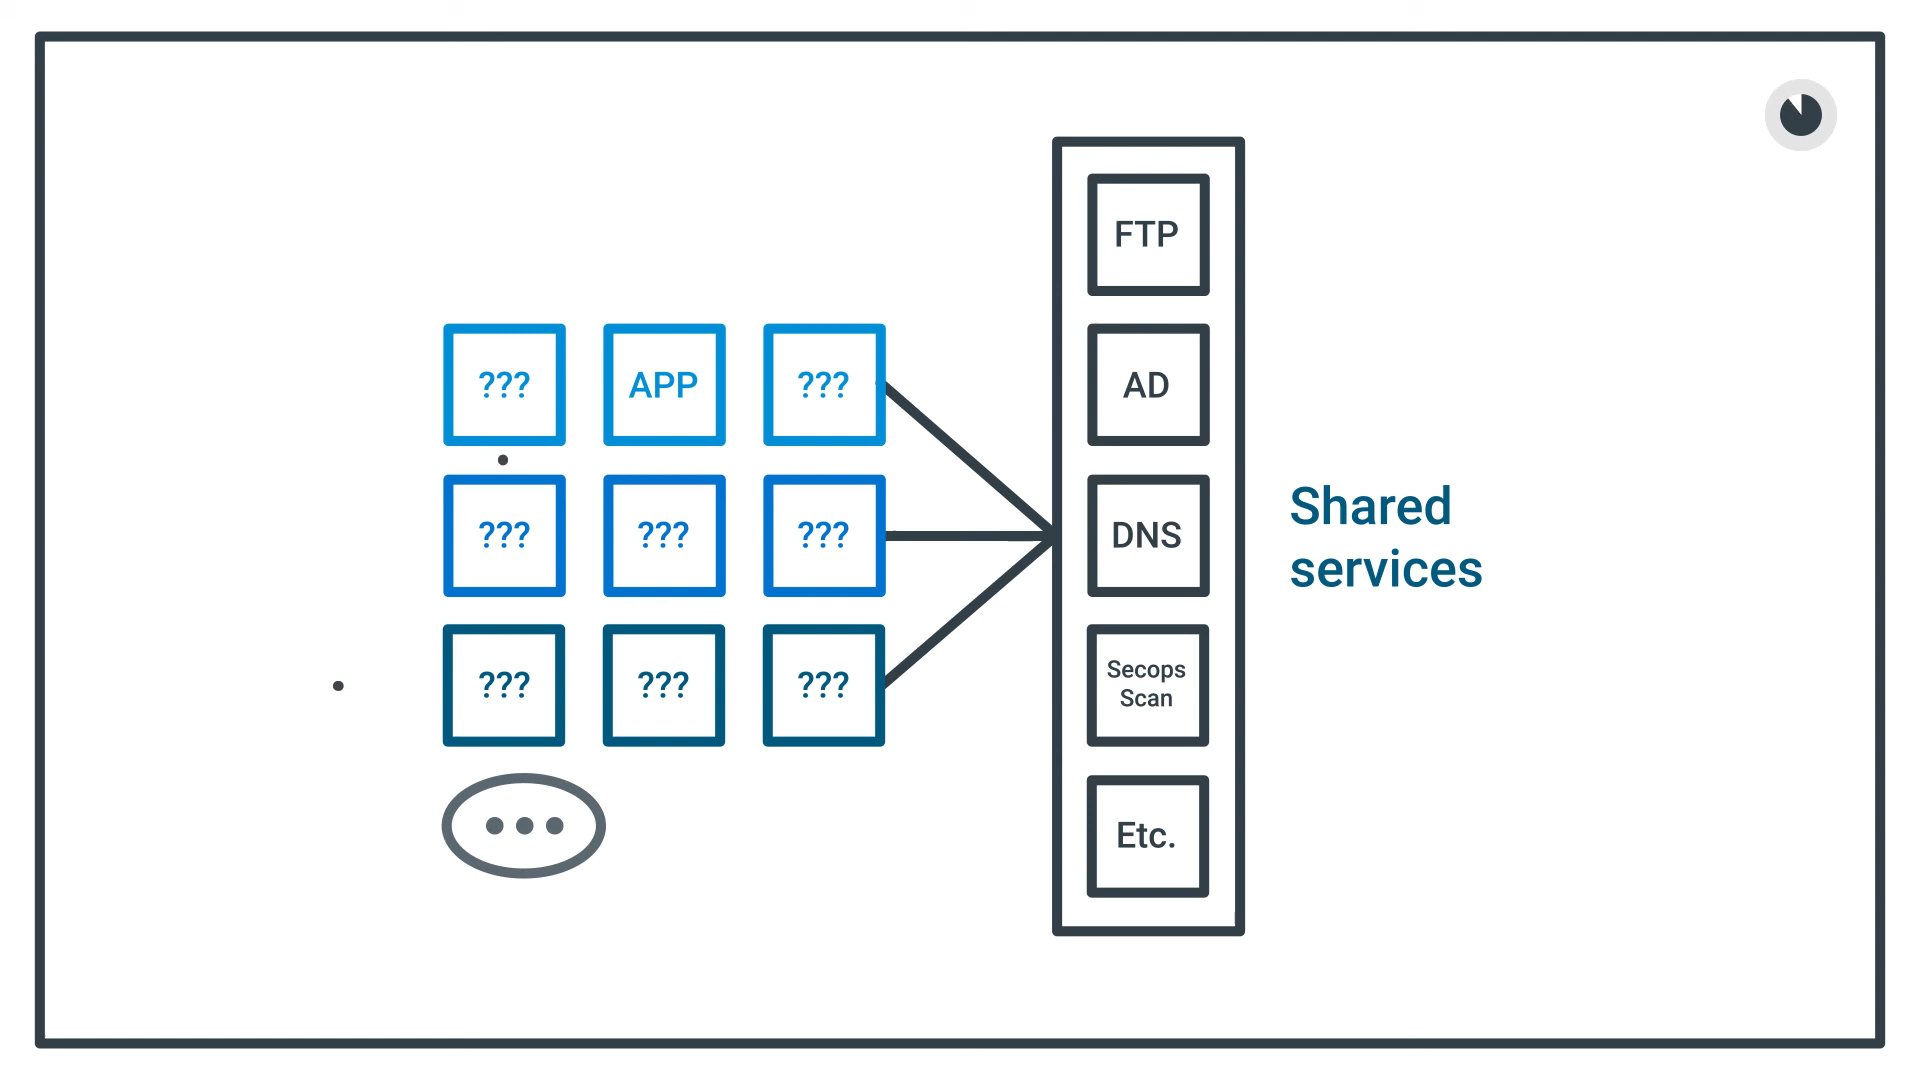 FTP
??? APP ??? AD
??? ??? ??? DNS
Shared
services
??? ??? ??? Secops
Scan
Etc.